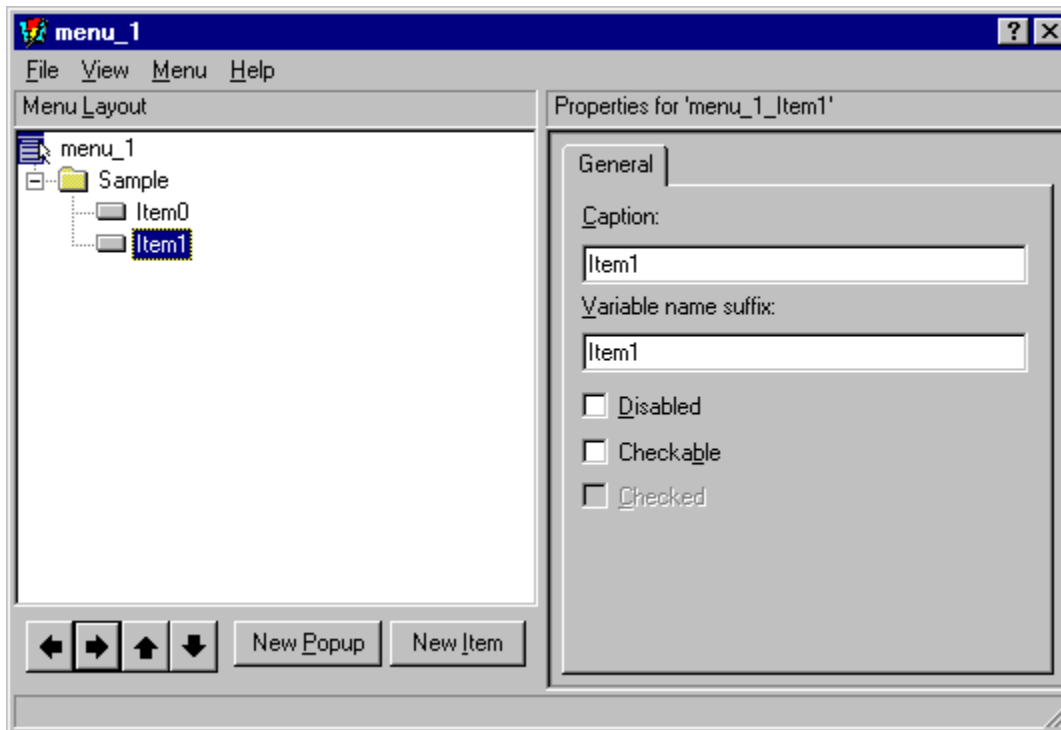 menu_1
File View Menu Help
Menu Layout
menu_1
Sample
Item0
Item1
New Popup New Item
Properties for 'menu_1_Item1'
General
Caption:
Item1
Variable name suffix:
Item1
Disabled
Checkable
Checked